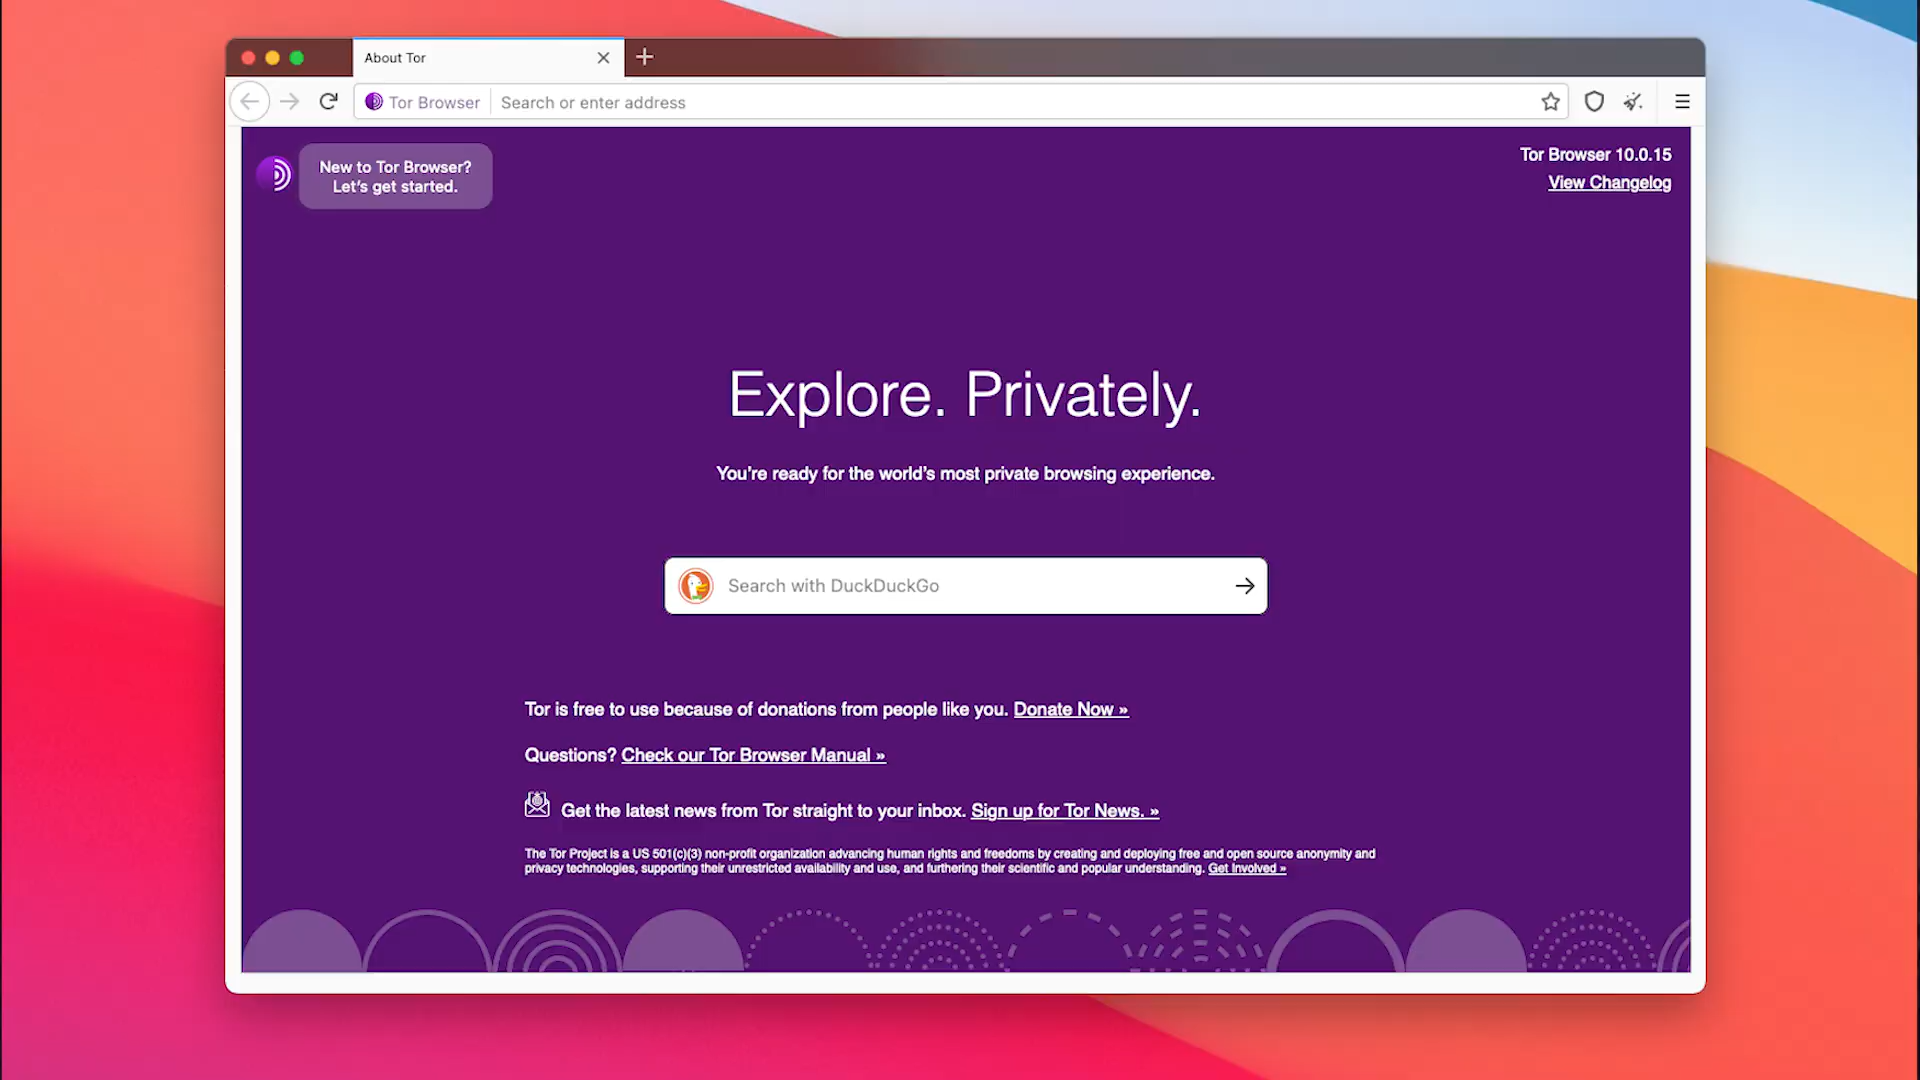 About Tor
Tor Browser
Search or enter address
New to Tor Browser?
Let’s get started.
Tor Browser 10.0.15
View Changelog
Explore. Privately.
You’re ready for the world’s most private browsing experience.
Search with DuckDuckGo
Tor is free to use because of donations from people like you. Donate Now »
Questions? Check our Tor Browser Manual »
Get the latest news from Tor straight to your inbox. Sign up for Tor News. »
The Tor Project is a US 501(c)(3) non-profit organization advancing human rights and freedoms by creating and deploying free and open source anonymity and
privacy technologies, supporting their unrestricted availability and use, and furthering their scientific and popular understanding. Get Involved »